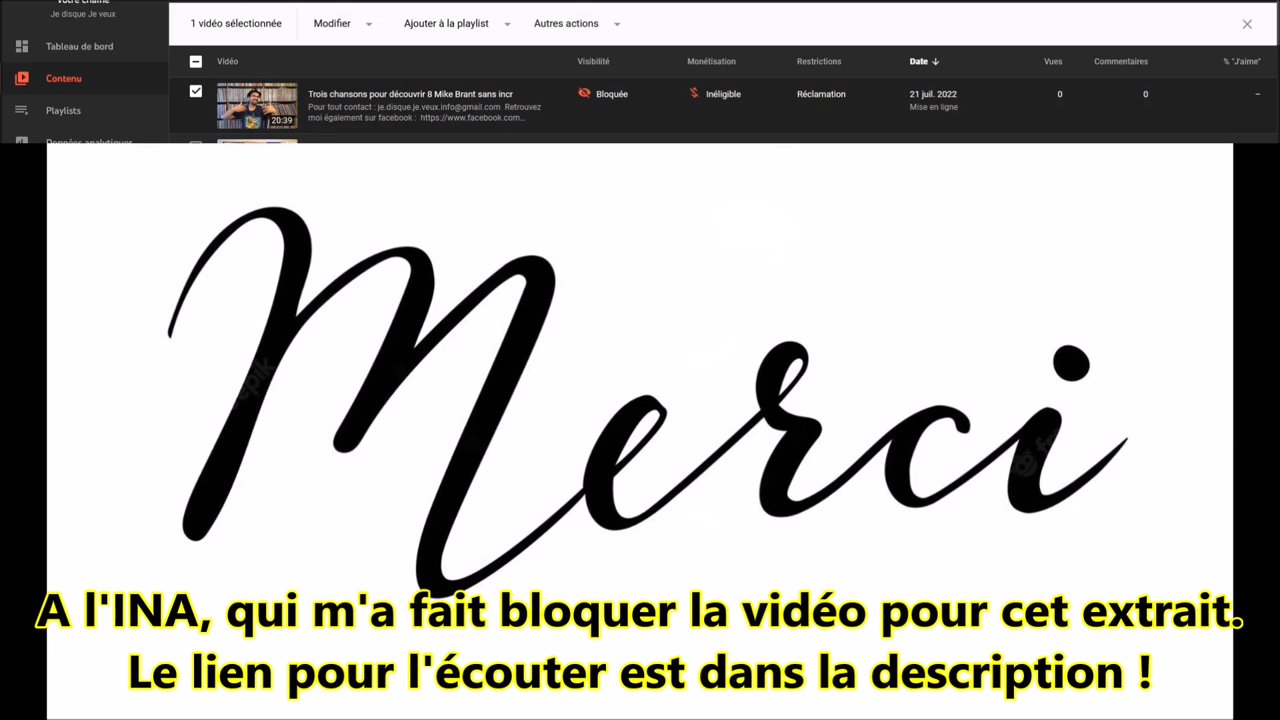 Je disque Je veux
1 vidéo sélectionnée Modifier Ajouter à la playlist Autres actions
Tableau de bord
Vidéo Visibilité Monétisation Restrictions Date Vues Commentaires % "J'aime"
Contenu
Trois chansons pour découvrir 8 Mike Brant sans incr Bloquée Inéligible Réclamation 21 juil. 2022 0 0 –
Pour tout contact : je.disque.je.veux.info@gmail.com Retrouvez Mise en ligne
moi également sur facebook : https://www.facebook.com...
20:39
Playlists
Merci
A l'INA, qui m'a fait bloquer la vidéo pour cet extrait.
Le lien pour l'écouter est dans la description !